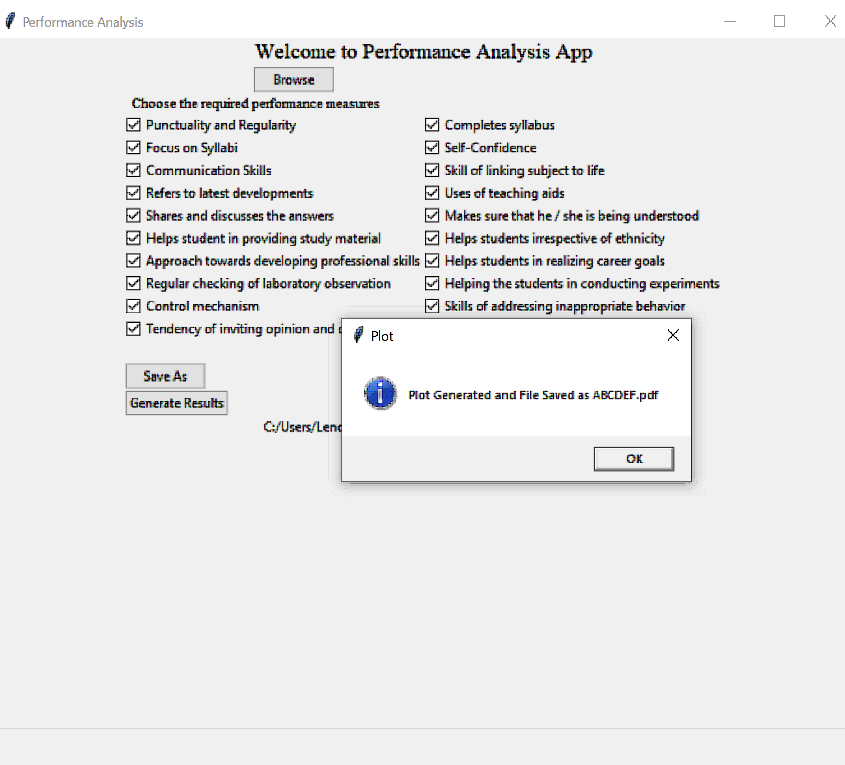 Performance Analysis
Welcome to Performance Analysis App
Browse
Choose the required performance measures
Punctuality and Regularity
Completes syllabus
Focus on Syllabi
Self-Confidence
Communication Skills
Skill of linking subject to life
Refers to latest developments
Uses of teaching aids
Shares and discusses the answers
Makes sure that he / she is being understood
Helps student in providing study material
Helps students irrespective of ethnicity
Approach towards developing professional skills
Helps students in realizing career goals
Regular checking of laboratory observation
Helping the students in conducting experiments
Control mechanism
Skills of addressing inappropriate behavior
Tendency of inviting opinion and
Plot
Save As
Plot Generated and File Saved as ABCDEF.pdf
Generate Results
C:/Users/Leno
OK